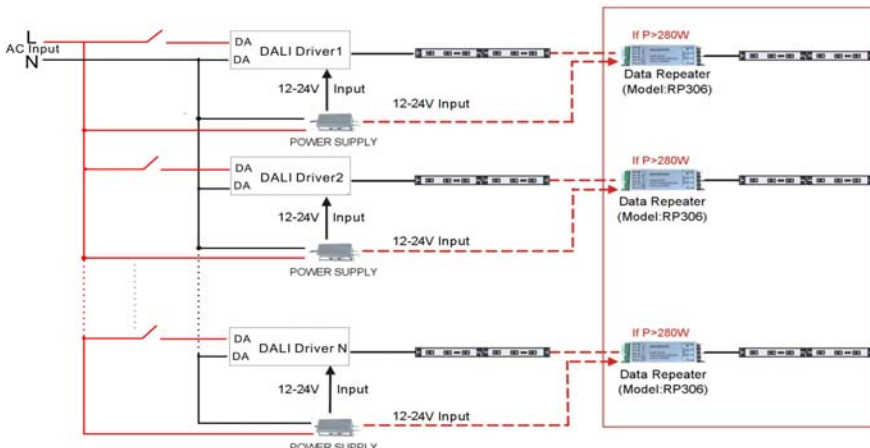 L
AC Input
N
DA
DA
DALI Driver1
If P>280W
Data Repeater
(Model:RP306)
12-24V
Input
12-24V Input
POWER SUPPLY
DA
DA
DALI Driver2
If P>280W
Data Repeater
(Model:RP306)
12-24V
Input
12-24V Input
POWER SUPPLY
DA
DA
DALI Driver N
If P>280W
Data Repeater
(Model:RP306)
12-24V
Input
12-24V Input
POWER SUPPLY